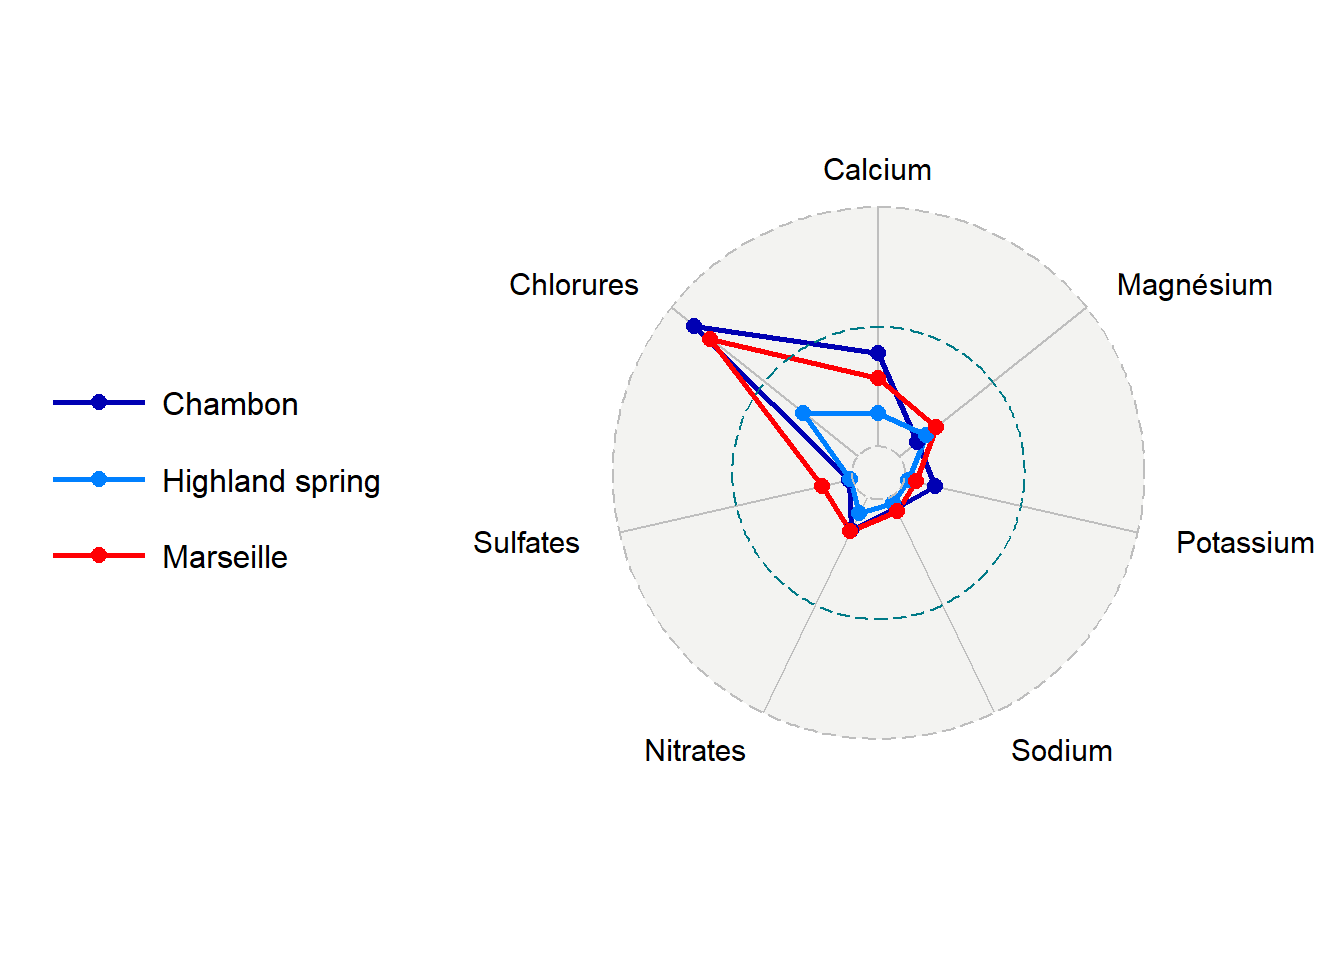 Calcium
Chlorures
Magnésium
Chambon
Highland spring
Marseille
Sulfates
Potassium
Nitrates
Sodium